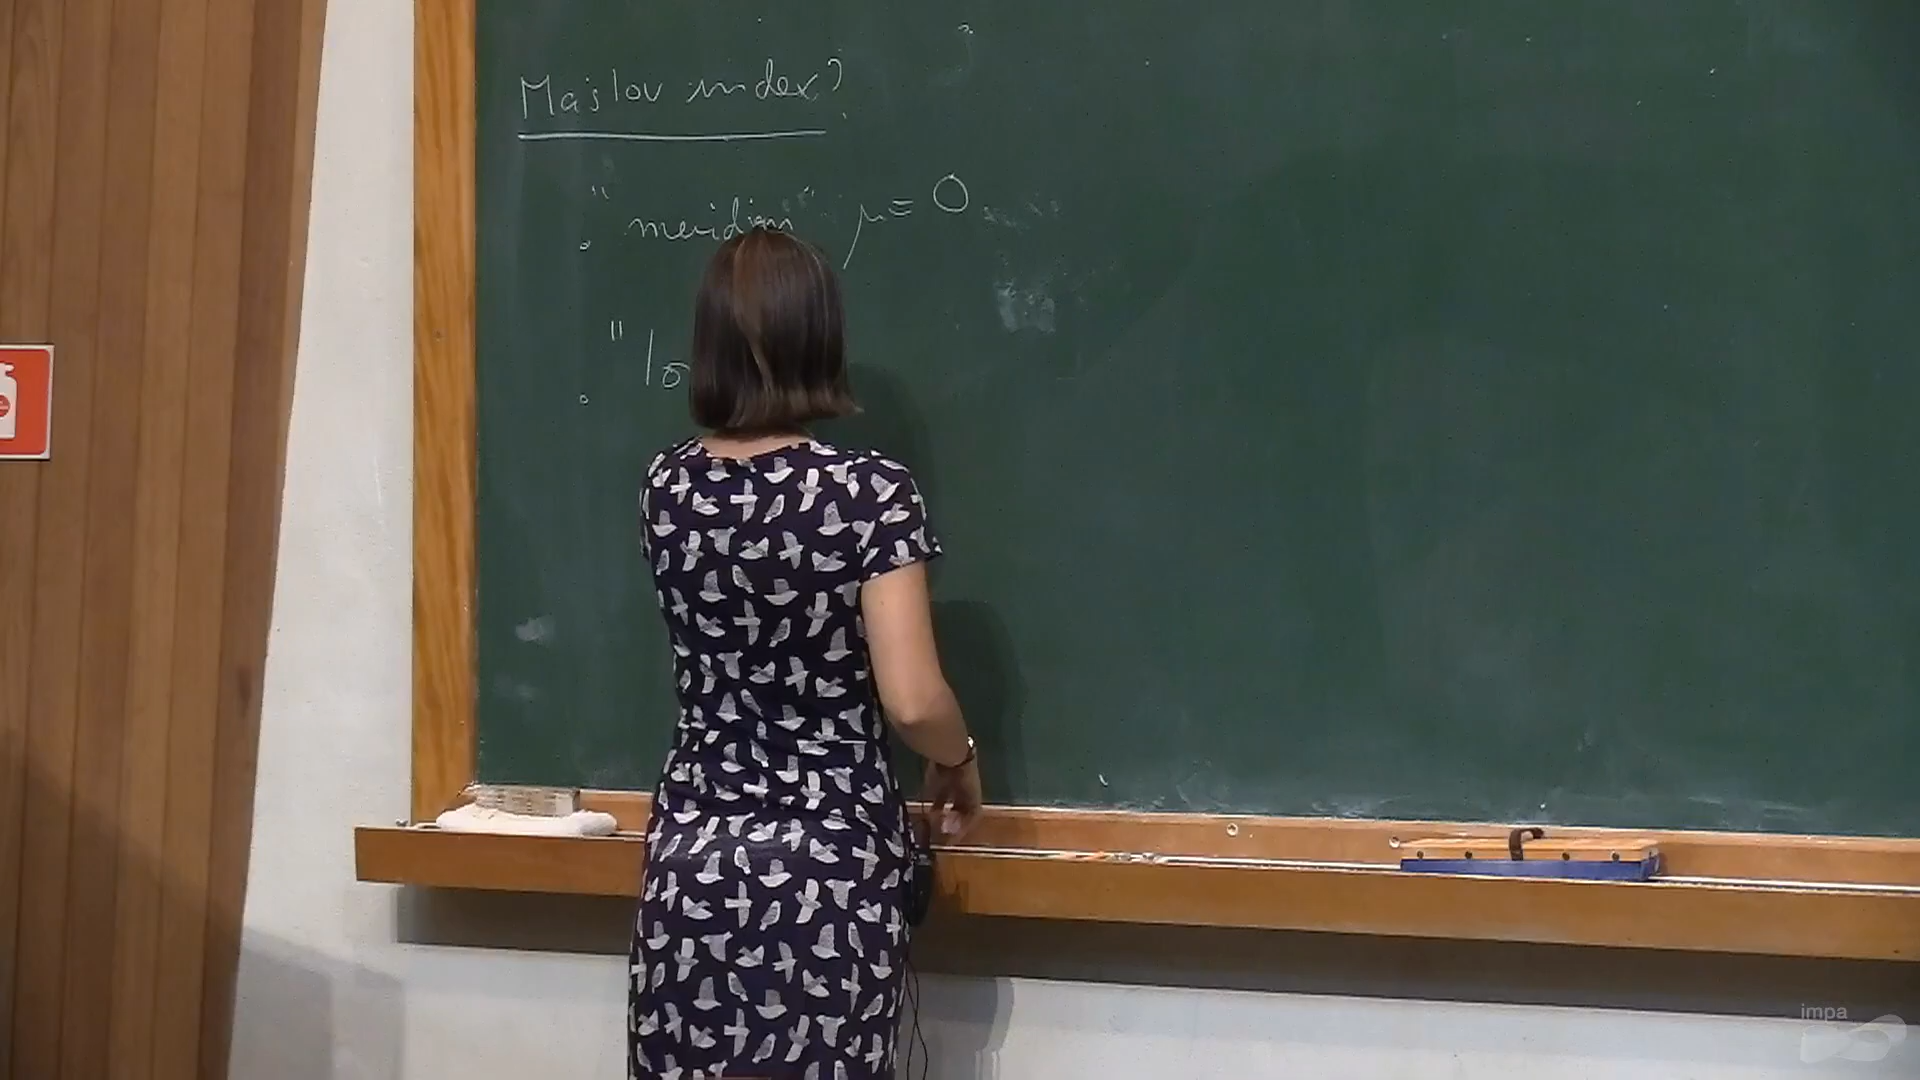 Maslov index?
• "meridian" μ = 0.
• "lo
impa